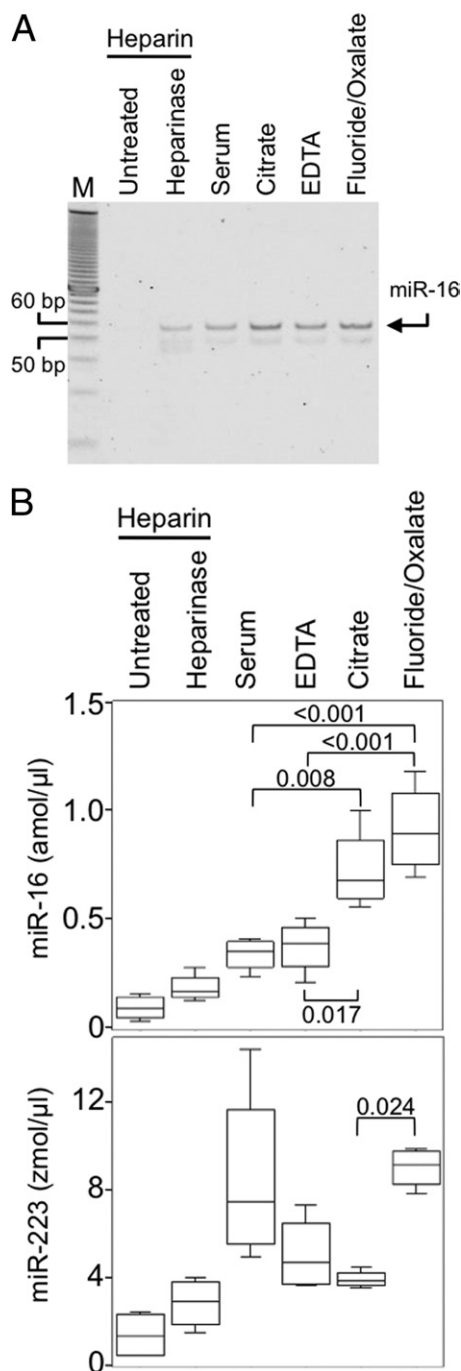 A
Heparin
M
Untreated
Heparinase
Serum
Citrate
EDTA
Fluoride/Oxalate
60 bp
50 bp
miR-16
B
Heparin
Untreated
Heparinase
Serum
EDTA
Citrate
Fluoride/Oxalate
miR-16 (amol/µl)
1.5
1.0
0.5
0
<0.001
<0.001
0.008
0.017
miR-223 (zmol/µl)
12
8
4
0
0.024